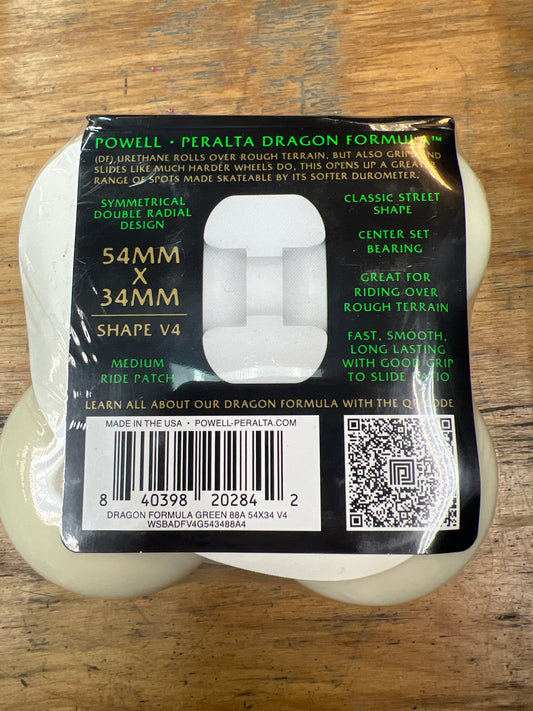 POWELL • PERALTA DRAGON FORMULA™
(DF) URETHANE ROLLS OVER ROUGH TERRAIN, BUT ALSO GRIPS AND
SLIDES LIKE MUCH HARDER WHEELS DO, THIS OPENS UP A GREATER
RANGE OF SPOTS MADE SKATEABLE BY ITS SOFTER DUROMETER.
SYMMETRICAL
DOUBLE RADIAL
DESIGN
54MM
X
34MM
SHAPE V4
MEDIUM
RIDE PATCH
CLASSIC STREET
SHAPE
CENTER SET
BEARING
GREAT FOR
RIDING OVER
ROUGH TERRAIN
FAST, SMOOTH,
LONG LASTING
WITH GOOD GRIP
TO SLIDE RATIO
LEARN ALL ABOUT OUR DRAGON FORMULA WITH THE QR CODE
MADE IN THE USA • POWELL-PERALTA.COM
8 40398 20284 2
DRAGON FORMULA GREEN 88A 54X34 V4
WSBADFV4G543488A4